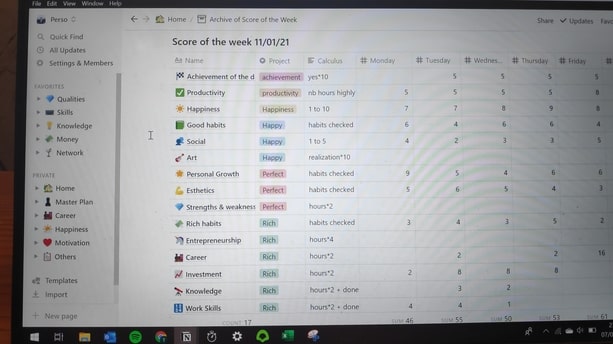 File Edit View Window Help
Perso
Home / Archive of Score of the Week
Share Updates Favo
Quick Find
All Updates
Settings & Members
FAVORITES
Qualities
Skills
Knowledge
Money
Network
PRIVATE
Home
Master Plan
Career
Happiness
Motivation
Others
Templates
Import
+ New page
Score of the week 11/01/21
Aa Name Project Calculus # Monday # Tuesday # Wednes... # Thursday # Friday #
Achievement of the d achievement yes*10 5 5 5 5
Productivity productivity nb hours highly 5 5 5 5 8
Happiness Happiness 1 to 10 7 7 8 9 8
Good habits Happy habits checked 6 4 6 6 4
Social Happy 1 to 5 4 2 3 3 5
Art Happy realization*10
Personal Growth Perfect habits checked 9 5 4 6 6
Esthetics Perfect habits checked 5 6 5 4 3
Strengths & weakness Perfect hours*2
Rich habits Rich habits checked 3 4 3 5 2
Entrepreneurship Rich hours*4
Career Rich hours*2 2 2 16
Investment Rich hours*2 2 8 8 8
Knowledge Rich hours*2 + done 3 2
Work Skills Rich hours*2 + done 4 4 1
COUNT 17 SUM 46 SUM 55 SUM 50 SUM 53 SUM 61